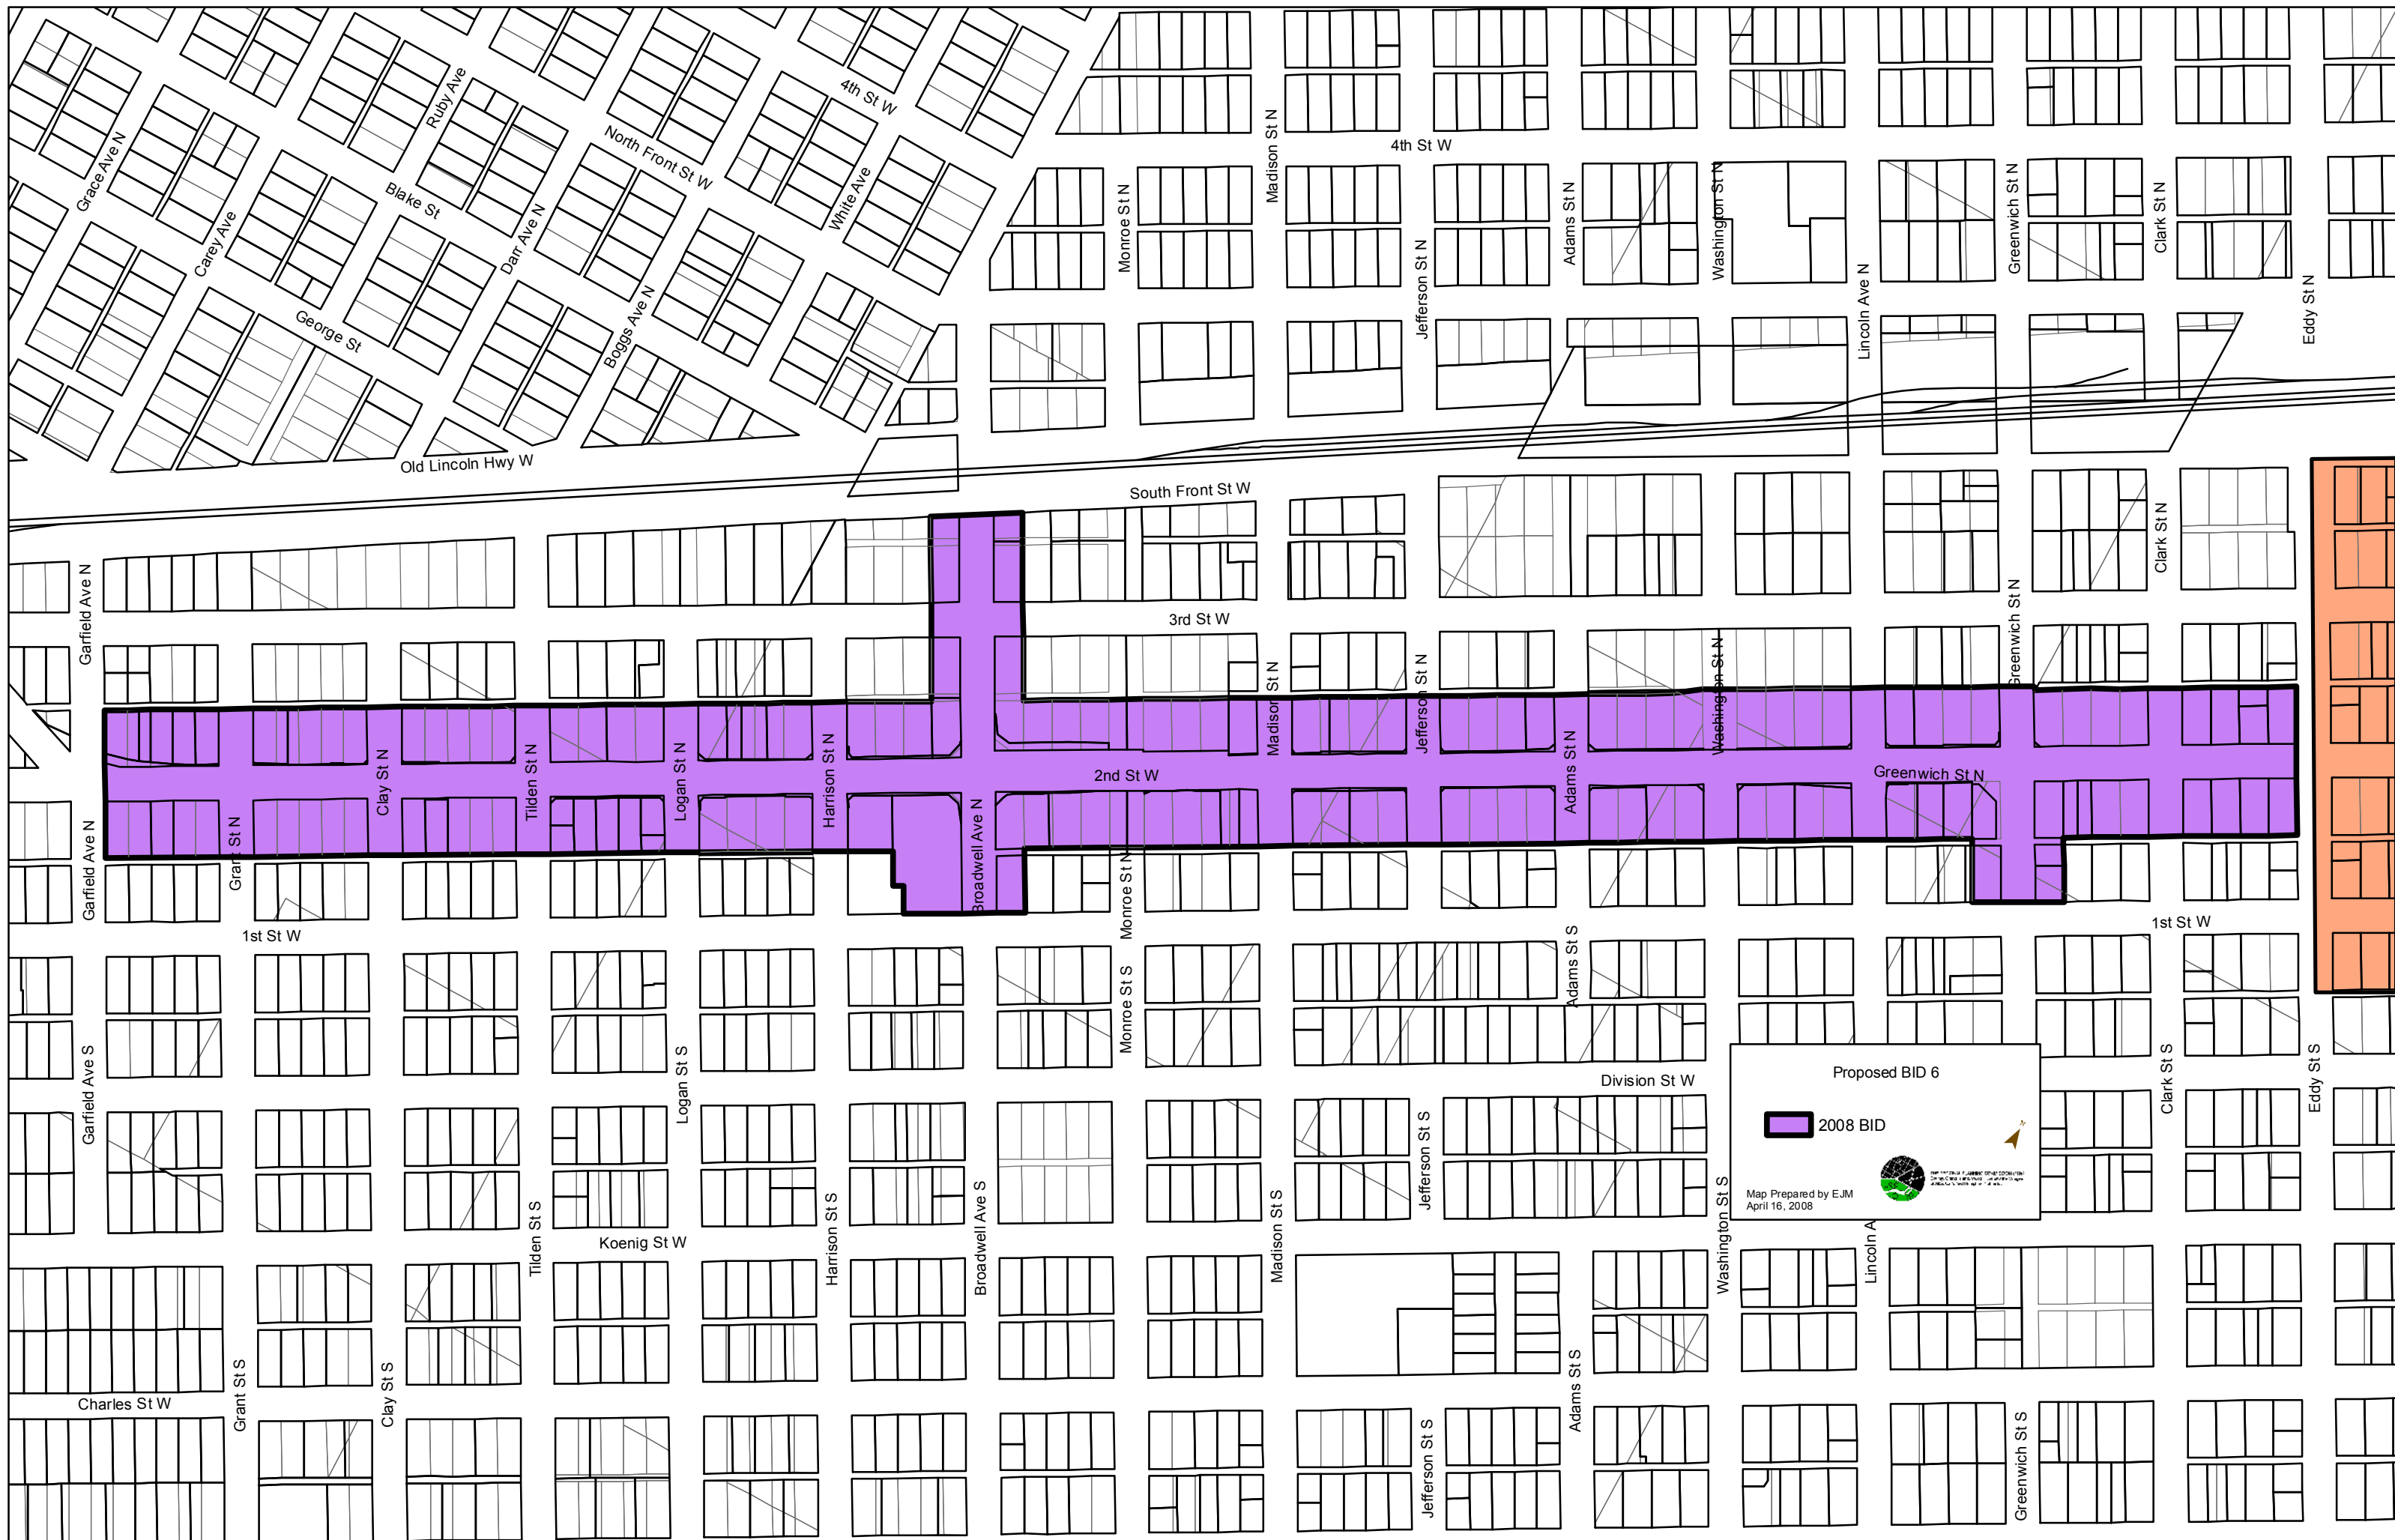 Ruby Ave
4th St W
Grace Ave N
North Front St W
Madison St N
4th St W
Blake St
White Ave
Carey Ave
Darr Ave N
Monroe St N
Adams St N
Washington St N
Greenwich St N
Clark St N
Jefferson St N
Lincoln Ave N
Eddy St N
George St
Boggs Ave N
Old Lincoln Hwy W
South Front St W
Garfield Ave N
3rd St W
Clark St N
Greenwich St N
Madison St N
Jefferson St N
Washington St N
Clay St N
Tilden St N
Logan St N
Harrison St N
2nd St W
Adams St N
Greenwich St N
Garfield Ave N
Grant St N
Broadwell Ave N
Monroe St N
1st St W
1st St W
Garfield Ave S
Logan St S
Monroe St S
Adams St S
Division St W
Clark St S
Eddy St S
Proposed BID 6
2008 BID
Map Prepared by EJM
April 16, 2008
Jefferson St S
Tilden St S
Koenig St W
Harrison St S
Broadwell Ave S
Madison St S
Washington St S
Lincoln A
Charles St W
Grant St S
Clay St S
Adams St S
Jefferson St S
Greenwich St S